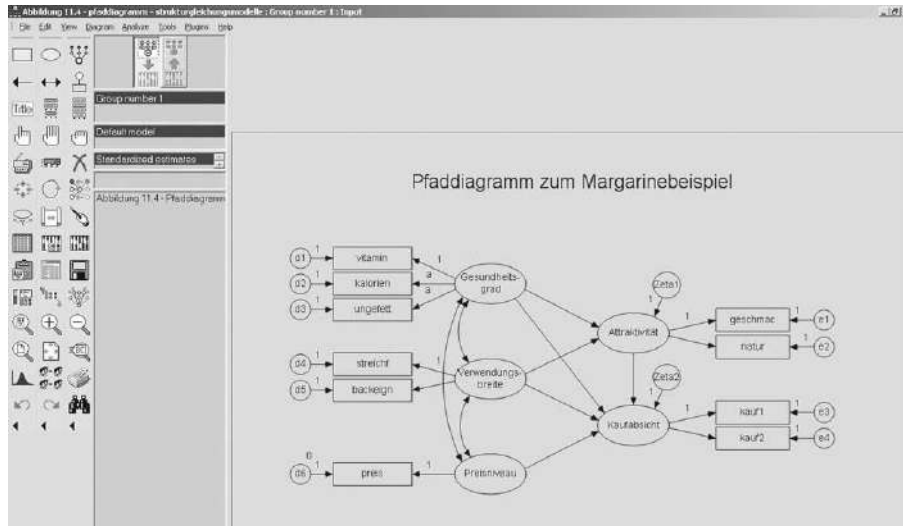 Abbildung 11.4 - pfaddiagramm - strukturgleichungsmodelle : Group number 1 : Input
File Edit View Diagram Analyze Tools Plugins Help
Title
Group number 1
Default model
Standardized estimates
Abbildung 11.4 - Pfaddiagramm
Pfaddiagramm zum Margarinebeispiel
d1 1 vitamin 1
d2 1 kalorien a
d3 1 ungefett a
Gesundheits-
grad
Zeta1
1
Attraktivität
1 geschmac 1 e1
natur 1 e2
d4 1 streichf 1
d5 1 backeign
Verwendungs-
breite
Zeta2
1
Kaufabsicht
1 kauf1 1 e3
kauf2 1 e4
0
d6 1 preis 1
Preisniveau